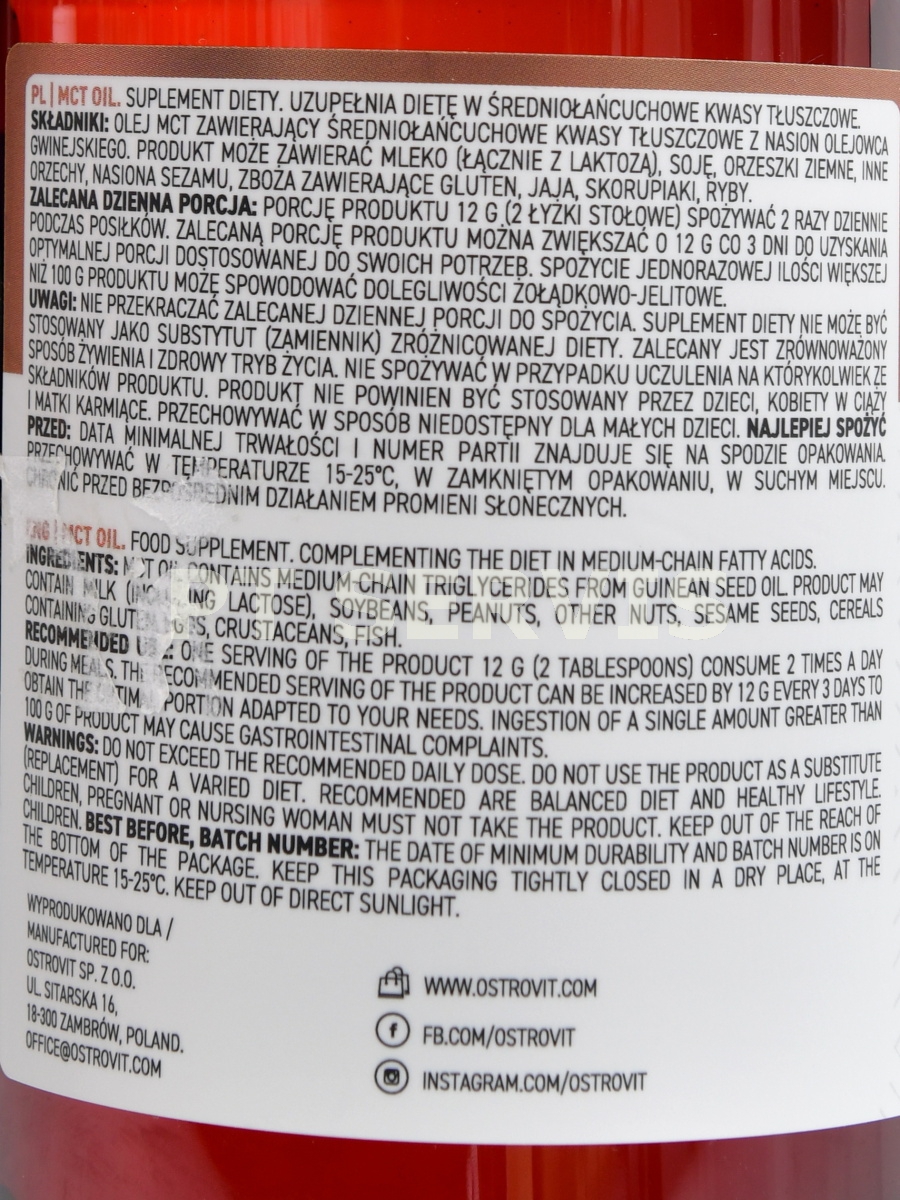 PL | MCT OIL. SUPLEMENT DIETY. UZUPEŁNIA DIETĘ W ŚREDNIOŁAŃCUCHOWE KWASY TŁUSZCZOWE.
SKŁADNIKI: OLEJ MCT ZAWIERAJĄCY ŚREDNIOŁAŃCUCHOWE KWASY TŁUSZCZOWE Z NASION OLEJOWCA
GWINEJSKIEGO. PRODUKT MOŻE ZAWIERAĆ MLEKO (ŁĄCZNIE Z LAKTOZĄ), SOJĘ, ORZESZKI ZIEMNE, INNE
ORZECHY, NASIONA SEZAMU, ZBOŻA ZAWIERAJĄCE GLUTEN, JAJA, SKORUPIAKI, RYBY.
ZALECANA DZIENNA PORCJA: PORCJĘ PRODUKTU 12 G (2 ŁYŻKI STOŁOWE) SPOŻYWAĆ 2 RAZY DZIENNIE
PODCZAS POSIŁKÓW. ZALECANĄ PORCJĘ PRODUKTU MOŻNA ZWIĘKSZAĆ O 12 G CO 3 DNI DO UZYSKANIA
OPTYMALNEJ PORCJI DOSTOSOWANEJ DO SWOICH POTRZEB. SPOŻYCIE JEDNORAZOWEJ ILOŚCI WIĘKSZEJ
NIŻ 100 G PRODUKTU MOŻE SPOWODOWAĆ DOLEGLIWOŚCI ŻOŁĄDKOWO-JELITOWE.
UWAGI: NIE PRZEKRACZAĆ ZALECANEJ DZIENNEJ PORCJI DO SPOŻYCIA. SUPLEMENT DIETY NIE MOŻE BYĆ
STOSOWANY JAKO SUBSTYTUT (ZAMIENNIK) ZRÓŻNICOWANEJ DIETY. ZALECANY JEST ZRÓWNOWAŻONY
SPOSÓB ŻYWIENIA I ZDROWY TRYB ŻYCIA. NIE SPOŻYWAĆ W PRZYPADKU UCZULENIA NA KTÓRYKOLWIEK ZE
SKŁADNIKÓW PRODUKTU. PRODUKT NIE POWINIEN BYĆ STOSOWANY PRZEZ DZIECI, KOBIETY W CIĄŻY
I MATKI KARMIĄCE. PRZECHOWYWAĆ W SPOSÓB NIEDOSTĘPNY DLA MAŁYCH DZIECI. NAJLEPIEJ SPOŻYĆ
PRZED: DATA MINIMALNEJ TRWAŁOŚCI I NUMER PARTII ZNAJDUJE SIĘ NA SPODZIE OPAKOWANIA.
PRZECHOWYWAĆ W TEMPERATURZE 15-25°C, W ZAMKNIĘTYM OPAKOWANIU, W SUCHYM MIEJSCU.
CHRONIĆ PRZED BEZPOŚREDNIM DZIAŁANIEM PROMIENI SŁONECZNYCH.
ENG | MCT OIL. FOOD SUPPLEMENT. COMPLEMENTING THE DIET IN MEDIUM-CHAIN FATTY ACIDS.
INGREDIENTS: MCT OIL CONTAINS MEDIUM-CHAIN TRIGLYCERIDES FROM GUINEAN SEED OIL. PRODUCT MAY
CONTAIN MILK (INCLUDING LACTOSE), SOYBEANS, PEANUTS, OTHER NUTS, SESAME SEEDS, CEREALS
CONTAINING GLUTEN, EGGS, CRUSTACEANS, FISH.
RECOMMENDED USE: ONE SERVING OF THE PRODUCT 12 G (2 TABLESPOONS) CONSUME 2 TIMES A DAY
DURING MEALS. THE RECOMMENDED SERVING OF THE PRODUCT CAN BE INCREASED BY 12 G EVERY 3 DAYS TO
OBTAIN THE OPTIMAL PORTION ADAPTED TO YOUR NEEDS. INGESTION OF A SINGLE AMOUNT GREATER THAN
100 G OF PRODUCT MAY CAUSE GASTROINTESTINAL COMPLAINTS.
WARNINGS: DO NOT EXCEED THE RECOMMENDED DAILY DOSE. DO NOT USE THE PRODUCT AS A SUBSTITUTE
(REPLACEMENT) FOR A VARIED DIET. RECOMMENDED ARE BALANCED DIET AND HEALTHY LIFESTYLE.
CHILDREN, PREGNANT OR NURSING WOMAN MUST NOT TAKE THE PRODUCT. KEEP OUT OF THE REACH OF
CHILDREN. BEST BEFORE, BATCH NUMBER: THE DATE OF MINIMUM DURABILITY AND BATCH NUMBER IS ON
THE BOTTOM OF THE PACKAGE. KEEP THIS PACKAGING TIGHTLY CLOSED IN A DRY PLACE, AT THE
TEMPERATURE 15-25°C. KEEP OUT OF DIRECT SUNLIGHT.
WYPRODUKOWANO DLA /
MANUFACTURED FOR:
OSTROVIT SP. Z O.O.
UL. SITARSKA 16,
18-300 ZAMBRÓW, POLAND.
OFFICE@OSTROVIT.COM
WWW.OSTROVIT.COM
FB.COM/OSTROVIT
INSTAGRAM.COM/OSTROVIT
SERVIS